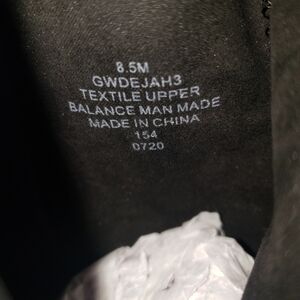 8.5M
GWDEJAH3
TEXTILE UPPER
BALANCE MAN MADE
MADE IN CHINA
154
0720